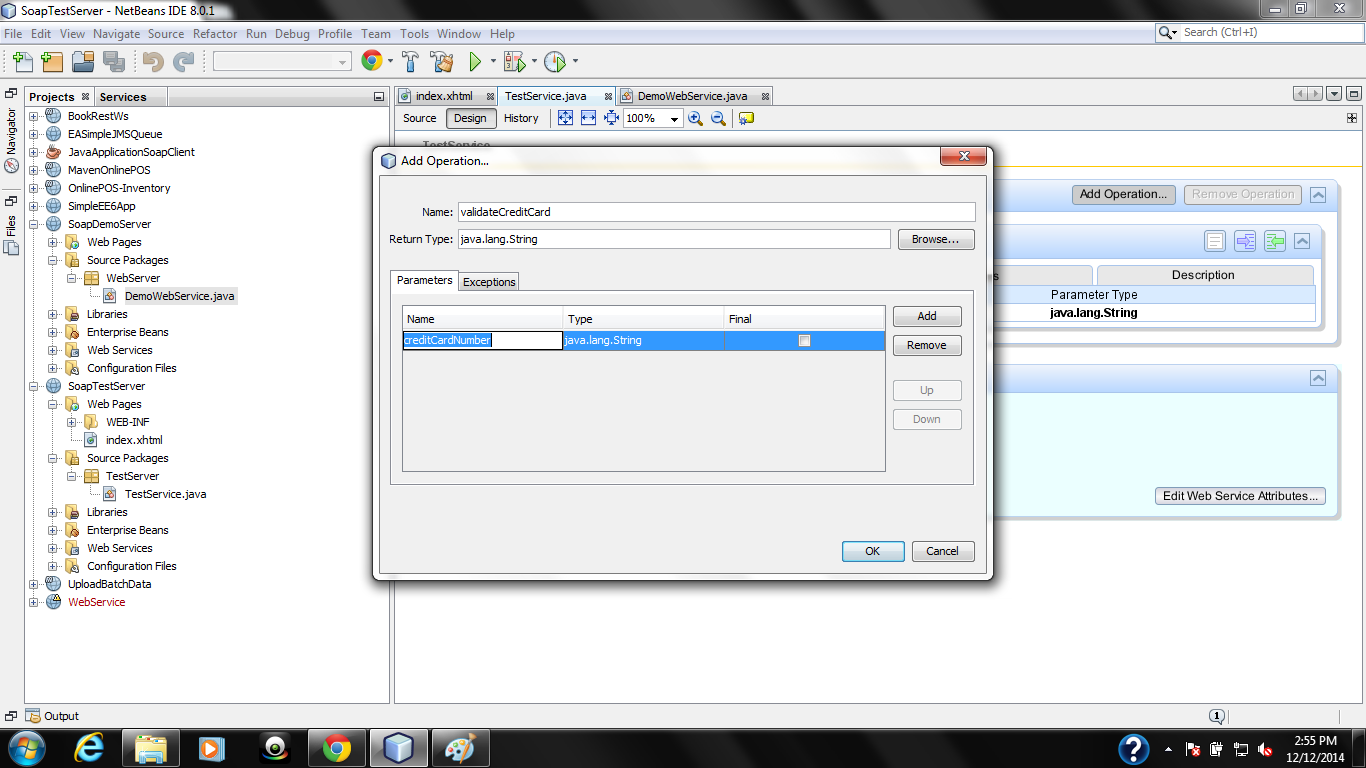 SoapTestServer - NetBeans IDE 8.0.1
File Edit View Navigate Source Refactor Run Debug Profile Team Tools Window Help
Search (Ctrl+I)
Projects Services
index.xhtml TestService.java DemoWebService.java
Source Design History 100%
Navigator
Files
BookRestWs
EASimpleJMSQueue
JavaApplicationSoapClient
MavenOnlinePOS
OnlinePOS-Inventory
SimpleEE6App
SoapDemoServer
Web Pages
Source Packages
WebServer
DemoWebService.java
Libraries
Enterprise Beans
Web Services
Configuration Files
SoapTestServer
Web Pages
WEB-INF
index.xhtml
Source Packages
TestServer
TestService.java
Libraries
Enterprise Beans
Web Services
Configuration Files
UploadBatchData
WebService
TestService
Add Operation...
Name: validateCreditCard
Return Type: java.lang.String Browse...
Parameters Exceptions
Name Type Final
creditCardNumber java.lang.String
Add
Remove
Up
Down
OK Cancel
Add Operation... Remove Operation
s Description
Parameter Type
java.lang.String
Edit Web Service Attributes...
Output
1
2:55 PM
12/12/2014